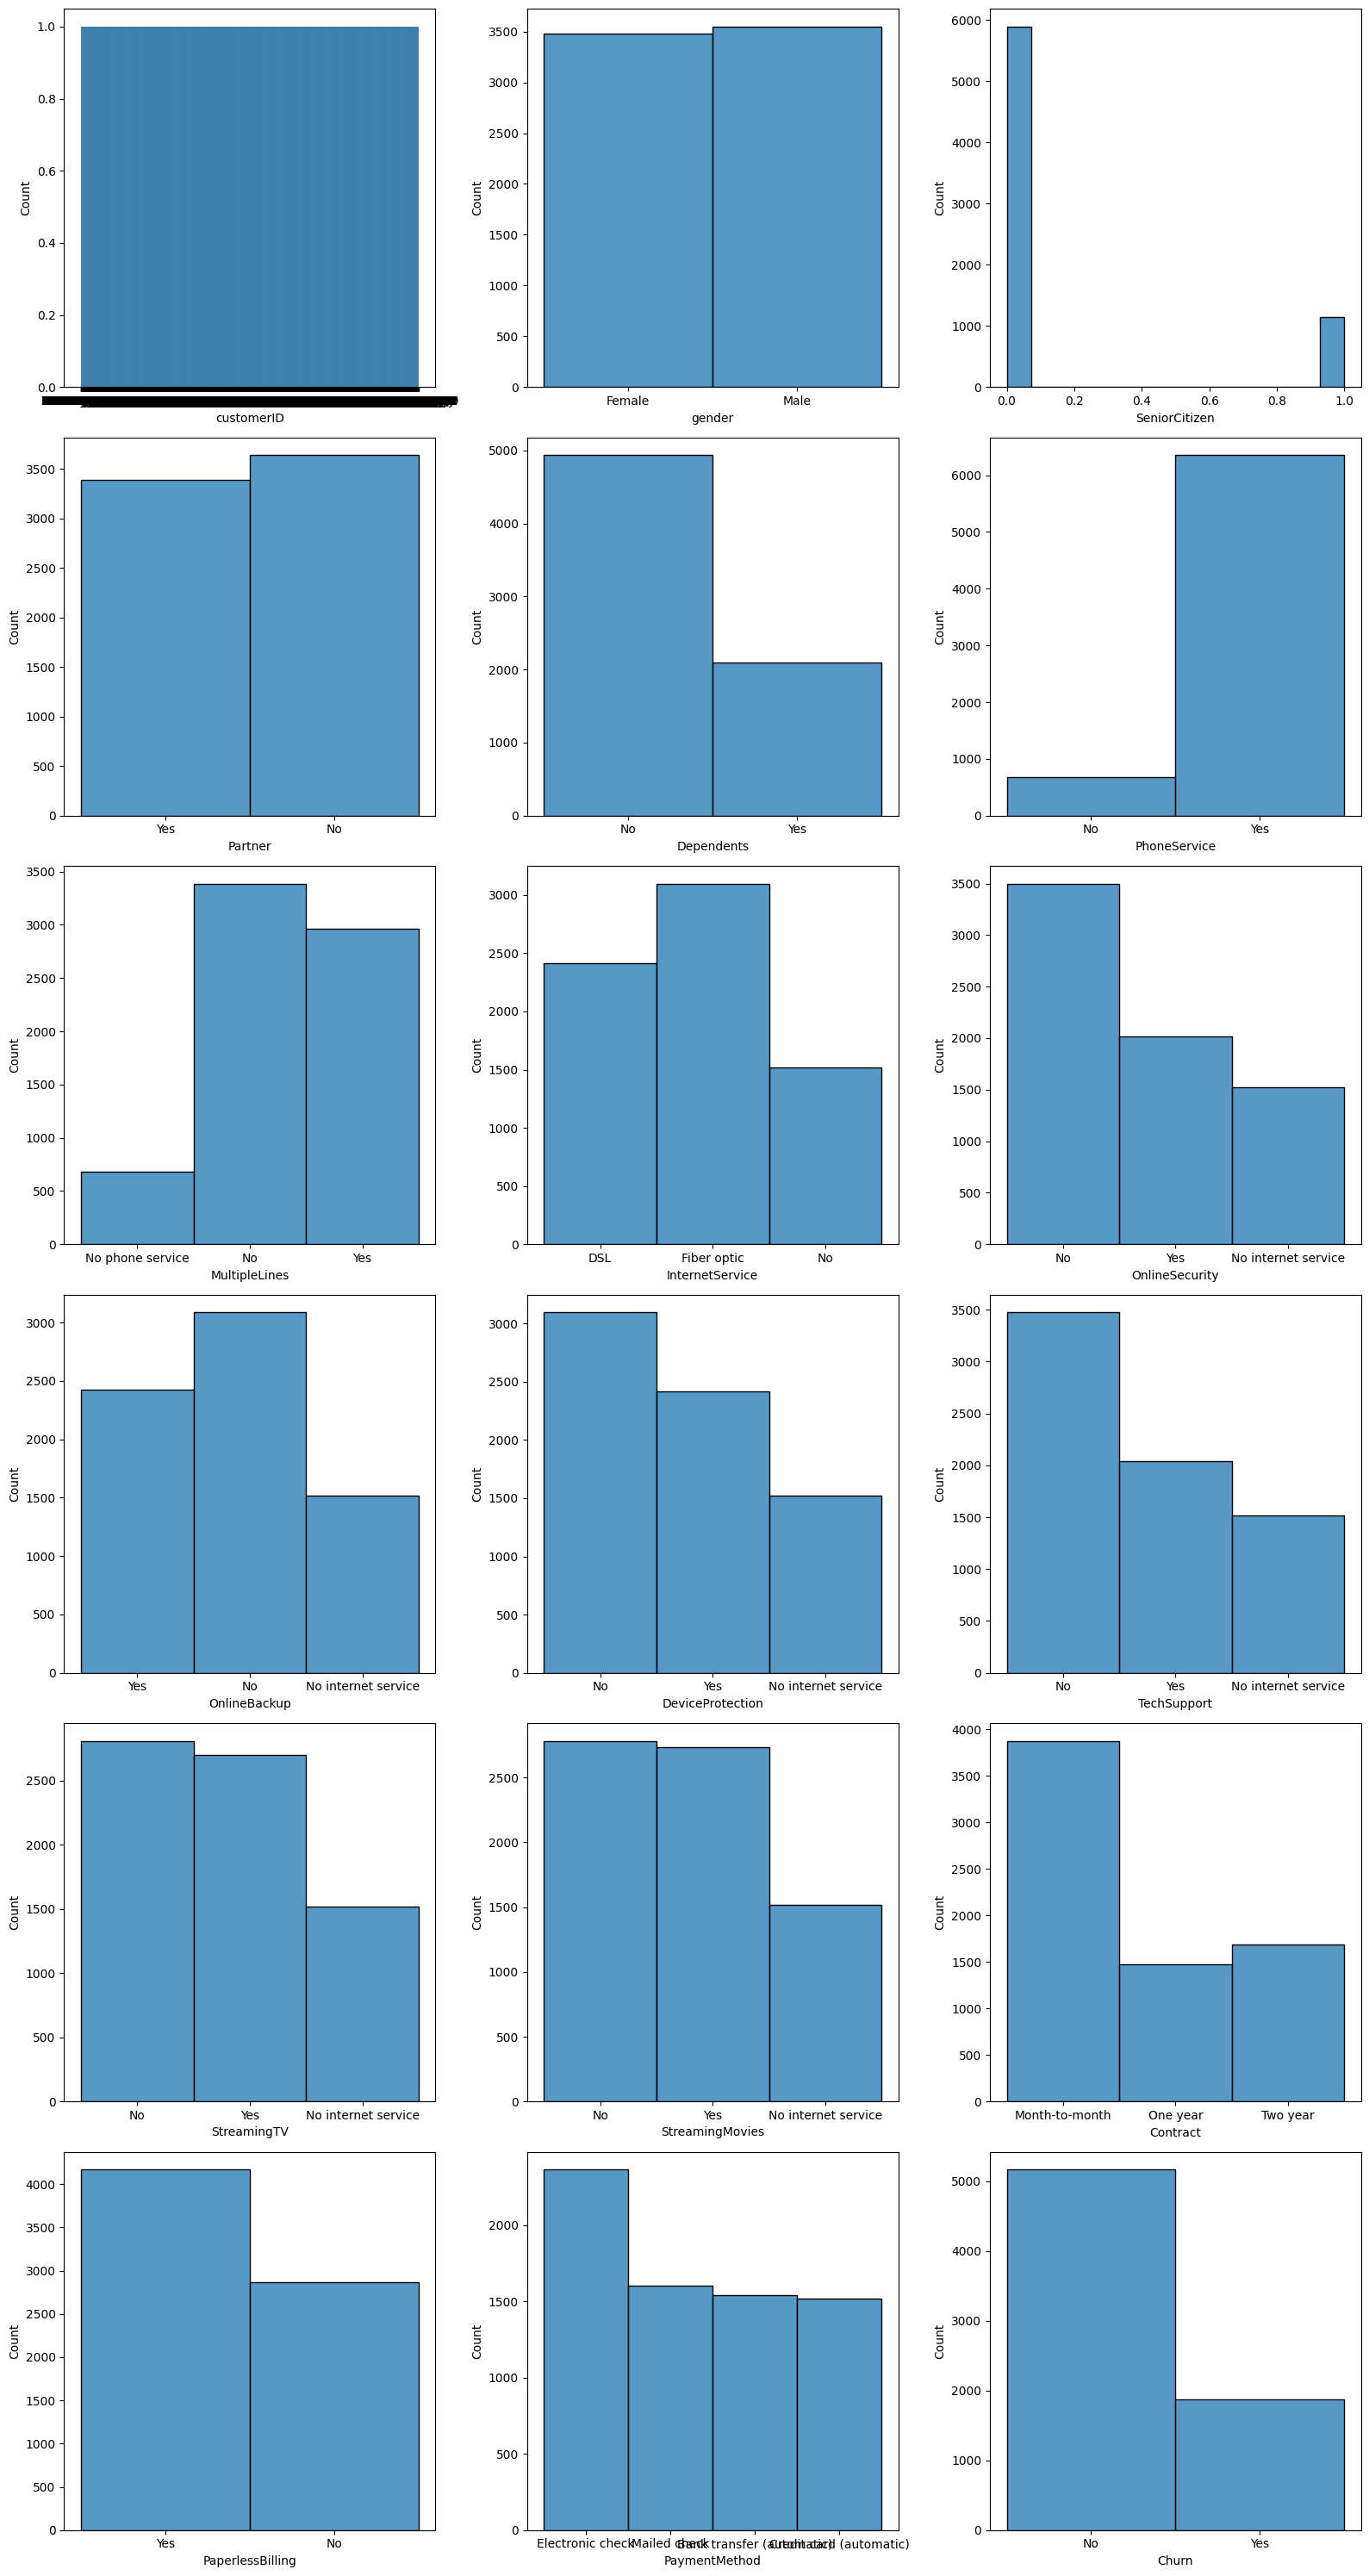 1.0
0.8
0.6
0.4
0.2
0.0
Count
customerID
3500
3000
2500
2000
1500
1000
500
0
Count
Female Male
gender
6000
5000
4000
3000
2000
1000
0
Count
0.0 0.2 0.4 0.6 0.8 1.0
SeniorCitizen
3500
3000
2500
2000
1500
1000
500
0
Count
Yes No
Partner
5000
4000
3000
2000
1000
0
Count
No Yes
Dependents
6000
5000
4000
3000
2000
1000
0
Count
No Yes
PhoneService
3500
3000
2500
2000
1500
1000
500
0
Count
No phone service No Yes
MultipleLines
3000
2500
2000
1500
1000
500
0
Count
DSL Fiber optic No
InternetService
3500
3000
2500
2000
1500
1000
500
0
Count
No Yes No internet service
OnlineSecurity
3000
2500
2000
1500
1000
500
0
Count
Yes No No internet service
OnlineBackup
3000
2500
2000
1500
1000
500
0
Count
No Yes No internet service
DeviceProtection
3500
3000
2500
2000
1500
1000
500
0
Count
No Yes No internet service
TechSupport
2500
2000
1500
1000
500
0
Count
No Yes No internet service
StreamingTV
2500
2000
1500
1000
500
0
Count
No Yes No internet service
StreamingMovies
4000
3500
3000
2500
2000
1500
1000
500
0
Count
Month-to-month One year Two year
Contract
4000
3500
3000
2500
2000
1500
1000
500
0
Count
Yes No
PaperlessBilling
2000
1500
1000
500
0
Count
Electronic check Mailed check Bank transfer (automatic) Credit card (automatic)
PaymentMethod
5000
4000
3000
2000
1000
0
Count
No Yes
Churn